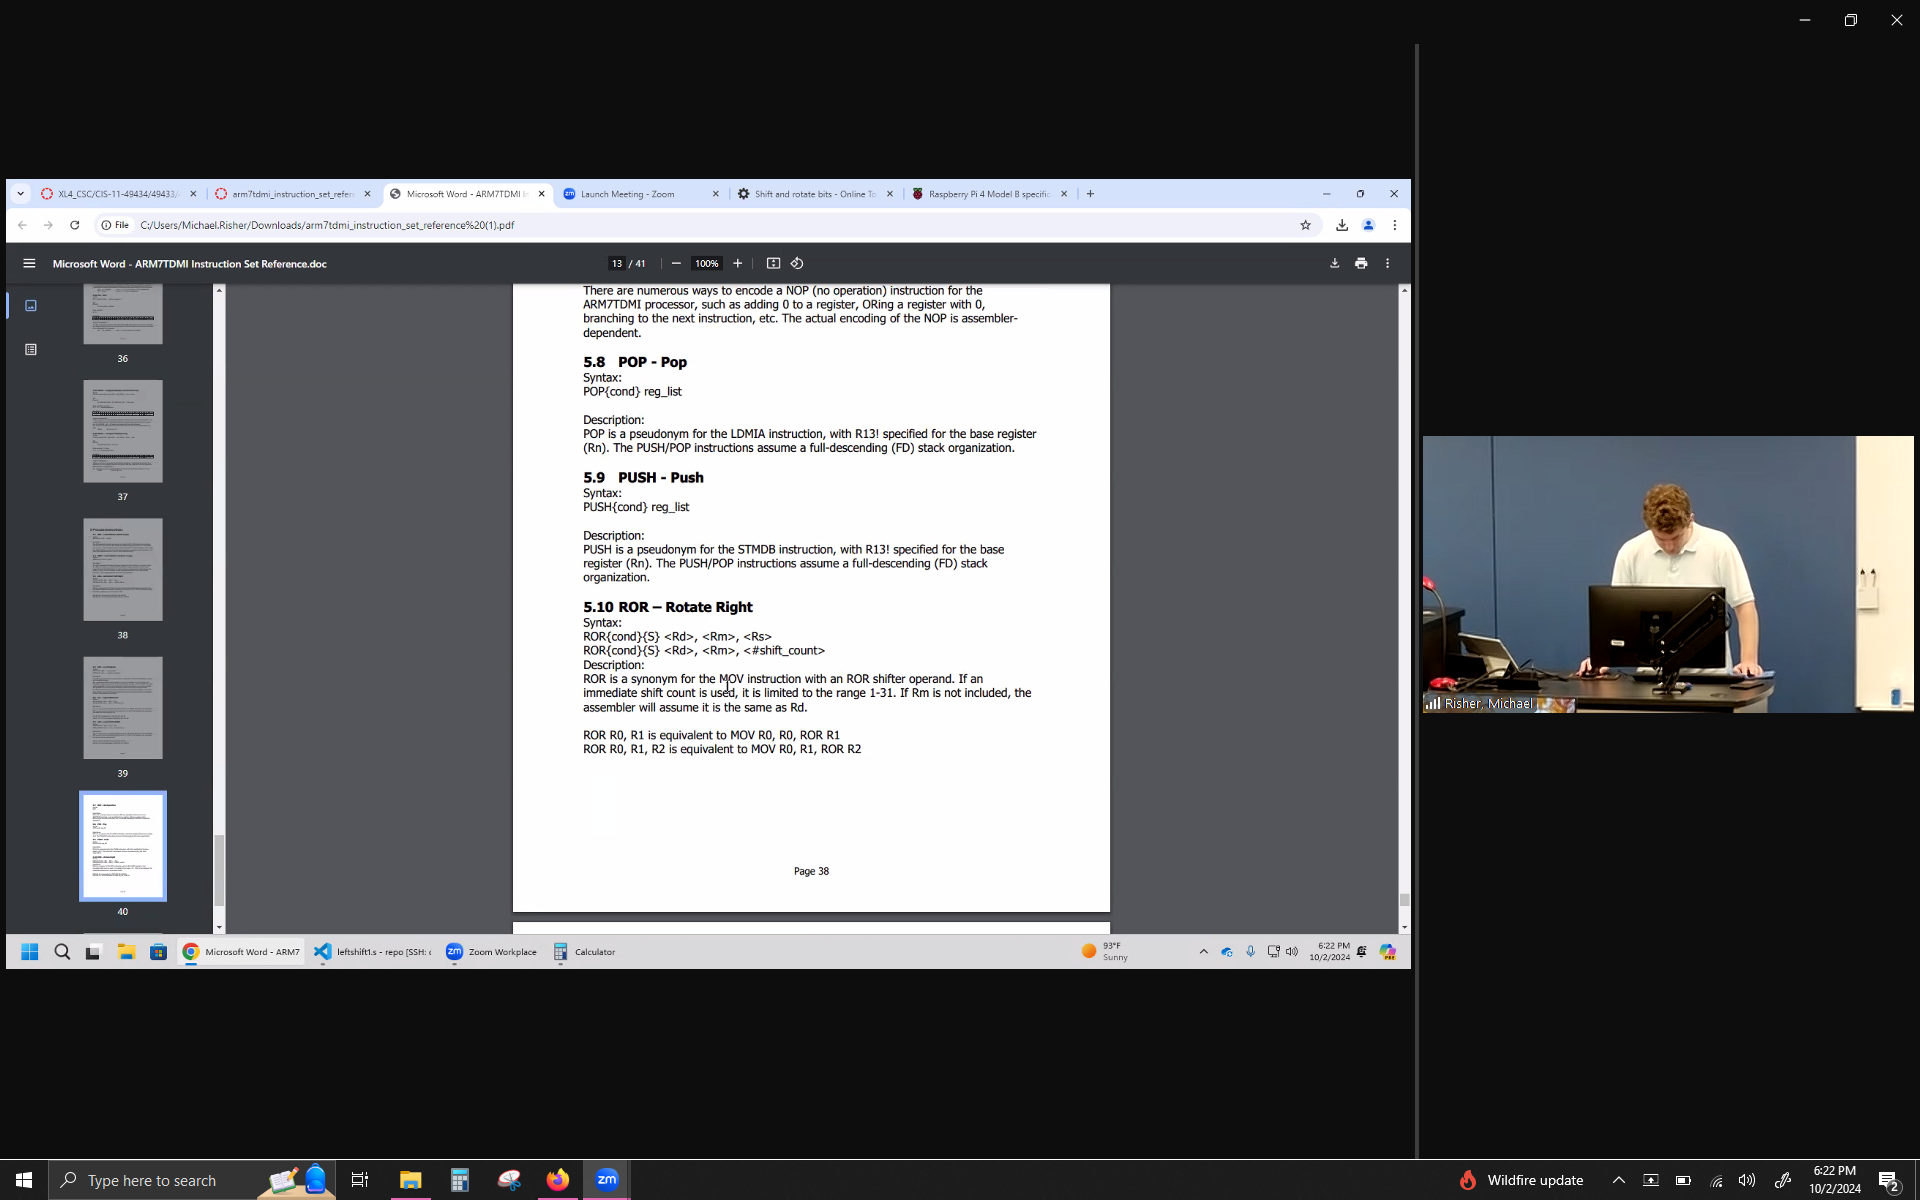 XL4_CSC/CIS-11-49434/49433/
arm7tdmi_instruction_set_refere
Microsoft Word - ARM7TDMI In
Launch Meeting - Zoom
Shift and rotate bits - Online To
Raspberry Pi 4 Model B specific
File
C:/Users/Michael.Risher/Downloads/arm7tdmi_instruction_set_reference%20(1).pdf
Microsoft Word - ARM7TDMI Instruction Set Reference.doc
13 / 41
100%
36
37
38
39
40
There are numerous ways to encode a NOP (no operation) instruction for the
ARM7TDMI processor, such as adding 0 to a register, ORing a register with 0,
branching to the next instruction, etc. The actual encoding of the NOP is assembler-
dependent.
5.8 POP - Pop
Syntax:
POP{cond} reg_list
Description:
POP is a pseudonym for the LDMIA instruction, with R13! specified for the base register
(Rn). The PUSH/POP instructions assume a full-descending (FD) stack organization.
5.9 PUSH - Push
Syntax:
PUSH{cond} reg_list
Description:
PUSH is a pseudonym for the STMDB instruction, with R13! specified for the base
register (Rn). The PUSH/POP instructions assume a full-descending (FD) stack
organization.
5.10 ROR – Rotate Right
Syntax:
ROR{cond}{S} <Rd>, <Rm>, <Rs>
ROR{cond}{S} <Rd>, <Rm>, <#shift_count>
Description:
ROR is a synonym for the MOV instruction with an ROR shifter operand. If an
immediate shift count is used, it is limited to the range 1-31. If Rm is not included, the
assembler will assume it is the same as Rd.
ROR R0, R1 is equivalent to MOV R0, R0, ROR R1
ROR R0, R1, R2 is equivalent to MOV R0, R1, ROR R2
Page 38
Risher, Michael
Microsoft Word - ARM7
leftshift1.s - repo [SSH: c
zm
Zoom Workplace
Calculator
93°F
Sunny
6:22 PM
10/2/2024
Type here to search
zm
Wildfire update
6:22 PM
10/2/2024
2